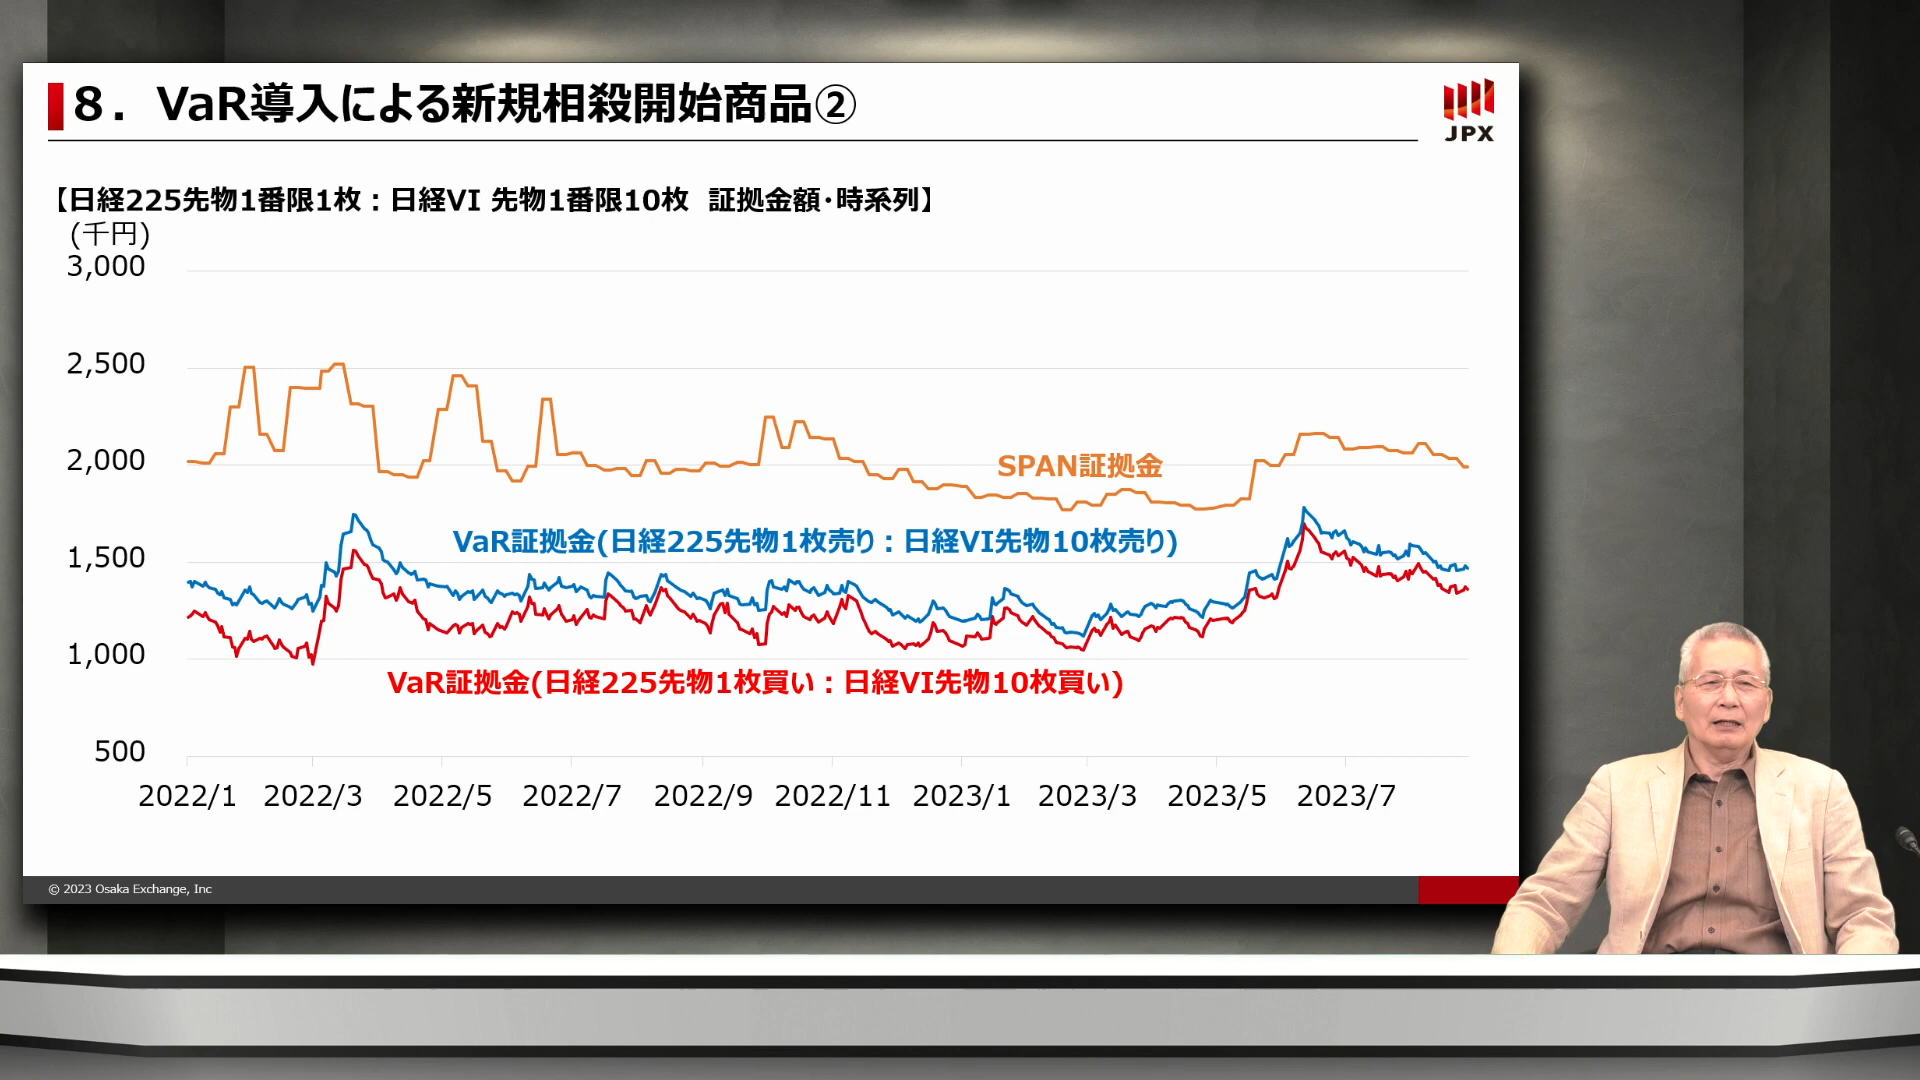 8．VaR導入による新規相殺開始商品②
JPX
【日経225先物1番限1枚：日経VI 先物1番限10枚 証拠金額･時系列】
(千円)
3,000
2,500
2,000
1,500
1,000
500
SPAN証拠金
VaR証拠金(日経225先物1枚売り：日経VI先物10枚売り)
VaR証拠金(日経225先物1枚買い：日経VI先物10枚買い)
2022/1 2022/3 2022/5 2022/7 2022/9 2022/11 2023/1 2023/3 2023/5 2023/7
© 2023 Osaka Exchange, Inc